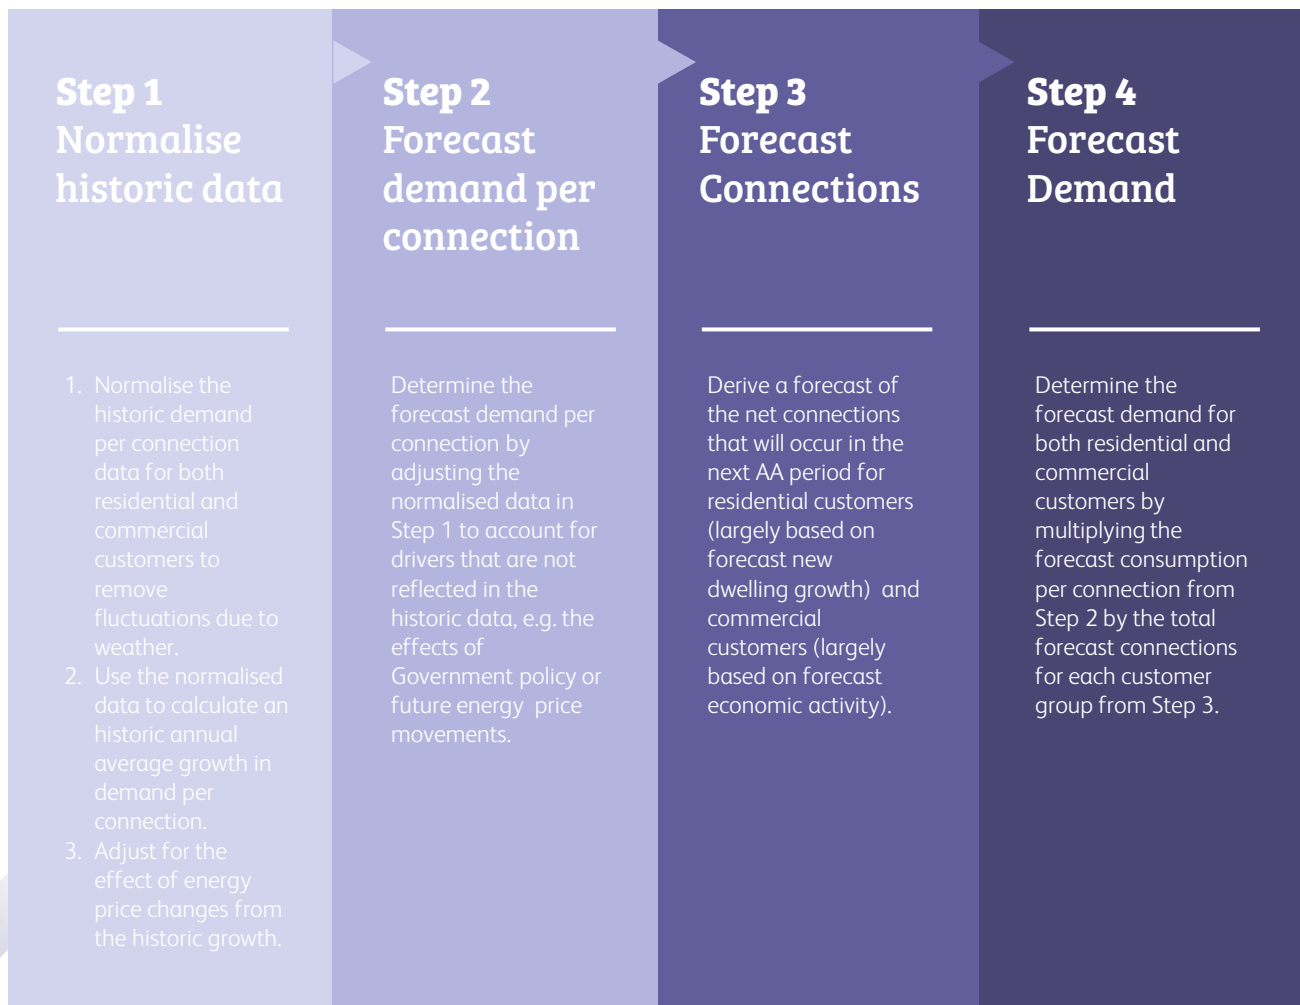 Step 1
Normalise
historic data
1. Normalise the
historic demand
per connection
data for both
residential and
commercial
customers to
remove
fluctuations due to
weather.
2. Use the normalised
data to calculate an
historic annual
average growth in
demand per
connection.
3. Adjust for the
effect of energy
price changes from
the historic growth.
Step 2
Forecast
demand per
connection
Determine the
forecast demand per
connection by
adjusting the
normalised data in
Step 1 to account for
drivers that are not
reflected in the
historic data, e.g. the
effects of
Government policy or
future energy  price
movements.
Step 3
Forecast
Connections
Derive a forecast of
the net connections
that will occur in the
next AA period for
residential customers
(largely based on
forecast new
dwelling growth)  and
commercial
customers (largely
based on forecast
economic activity).
Step 4
Forecast
Demand
Determine the
forecast demand for
both residential and
commercial
customers by
multiplying the
forecast consumption
per connection from
Step 2 by the total
forecast connections
for each customer
group from Step 3.